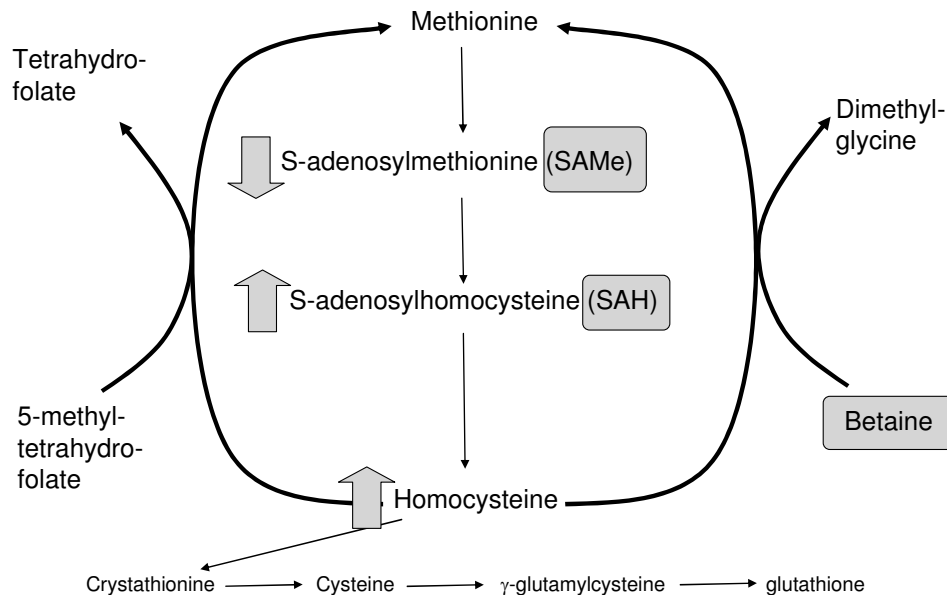 Methionine
Tetrahydro-
folate
Dimethyl-
glycine
S-adenosylmethionine (SAMe)
S-adenosylhomocysteine (SAH)
5-methyl-
tetrahydro-
folate
Betaine
Homocysteine
Crystathionine
Cysteine
γ-glutamylcysteine
glutathione